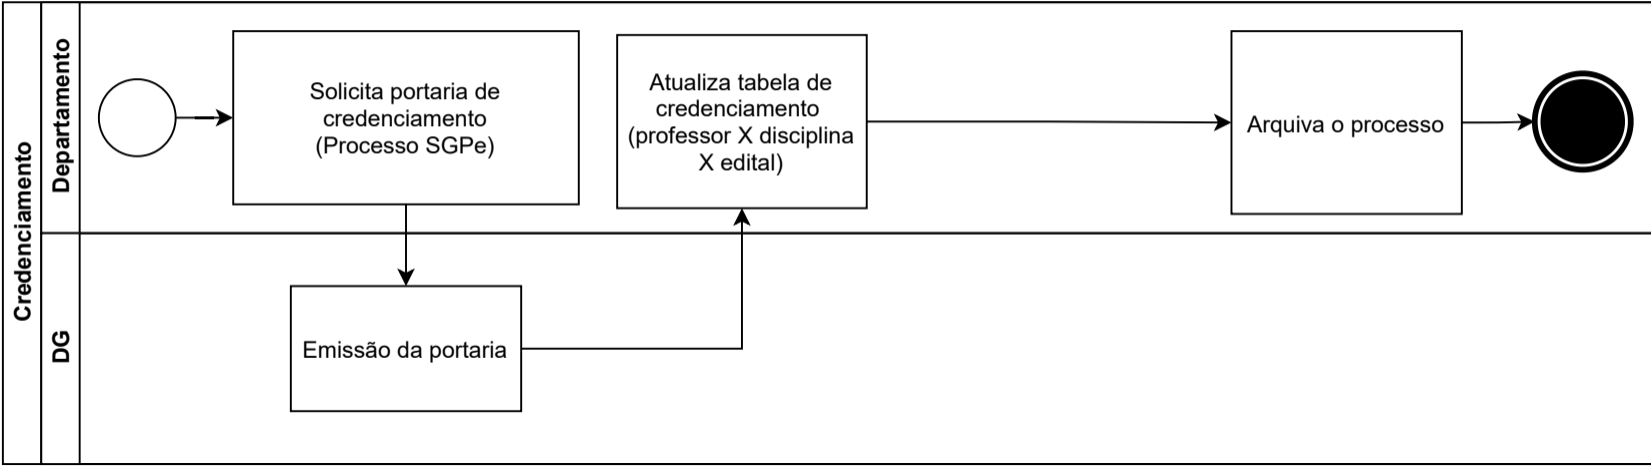 Credenciamento
Departamento
Solicita portaria de
credenciamento
(Processo SGPe)
Atualiza tabela de
credenciamento
(professor X disciplina
X edital)
Arquiva o processo
DG
Emissão da portaria